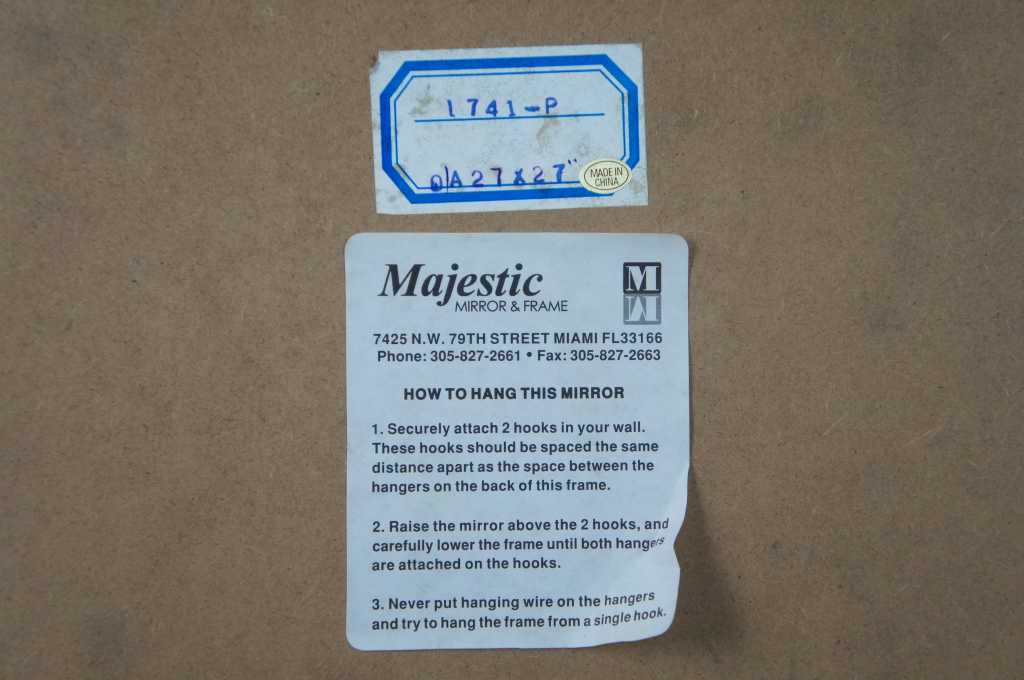 1741-P
A 27 x 27"
MADE IN
CHINA
Majestic
MIRROR & FRAME
M
7425 N.W. 79TH STREET MIAMI FL33166
Phone: 305-827-2661 • Fax: 305-827-2663
HOW TO HANG THIS MIRROR
1. Securely attach 2 hooks in your wall.
These hooks should be spaced the same
distance apart as the space between the
hangers on the back of this frame.
2. Raise the mirror above the 2 hooks, and
carefully lower the frame until both hangers
are attached on the hooks.
3. Never put hanging wire on the hangers
and try to hang the frame from a single hook.